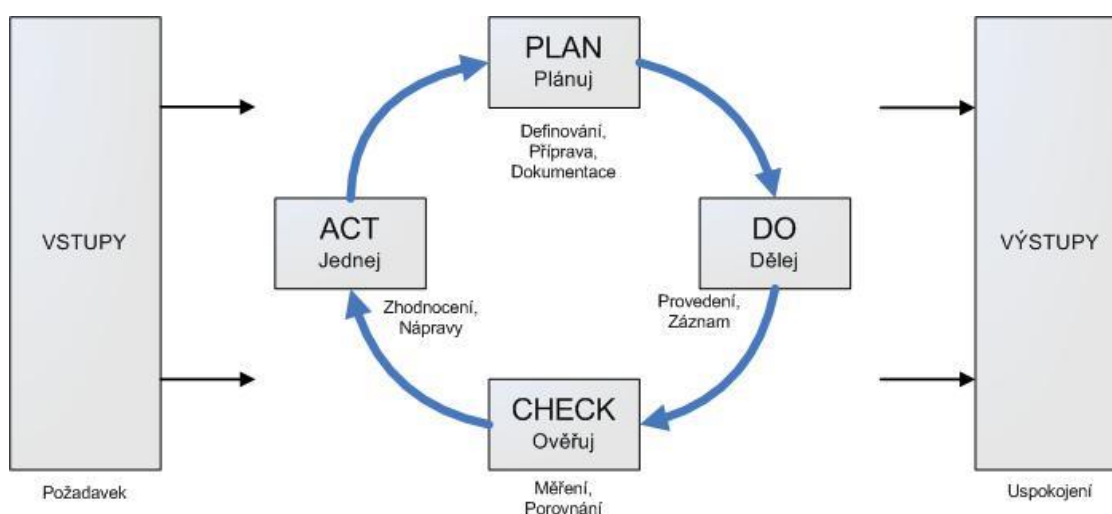 PLAN
Plánuj
Definování,
Příprava,
Dokumentace
VSTUPY
ACT
Jednej
DO
Dělej
VÝSTUPY
Zhodnocení,
Nápravy
Provedení,
Záznam
CHECK
Ověřuj
Měření,
Porovnání
Požadavek
Uspokojení